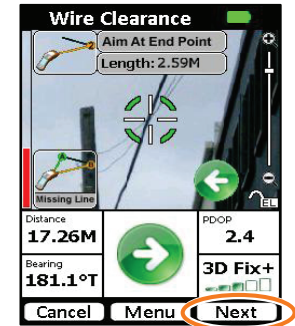 Wire Clearance
Aim At End Point
Length: 2.59M
Missing Line
EL
Distance
17.26M
PDOP
2.4
Bearing
181.1°T
3D Fix+
Cancel
Menu
Next